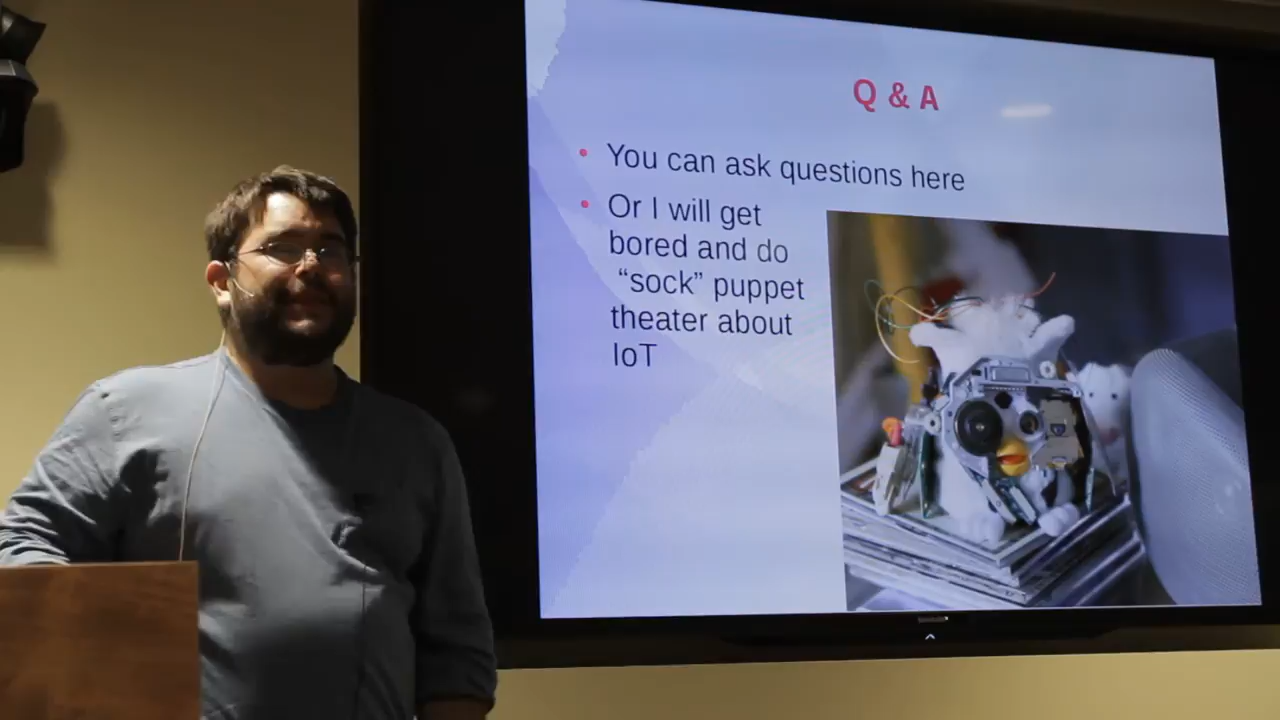 Q & A
You can ask questions here
Or I will get
bored and do
“sock” puppet
theater about
IoT